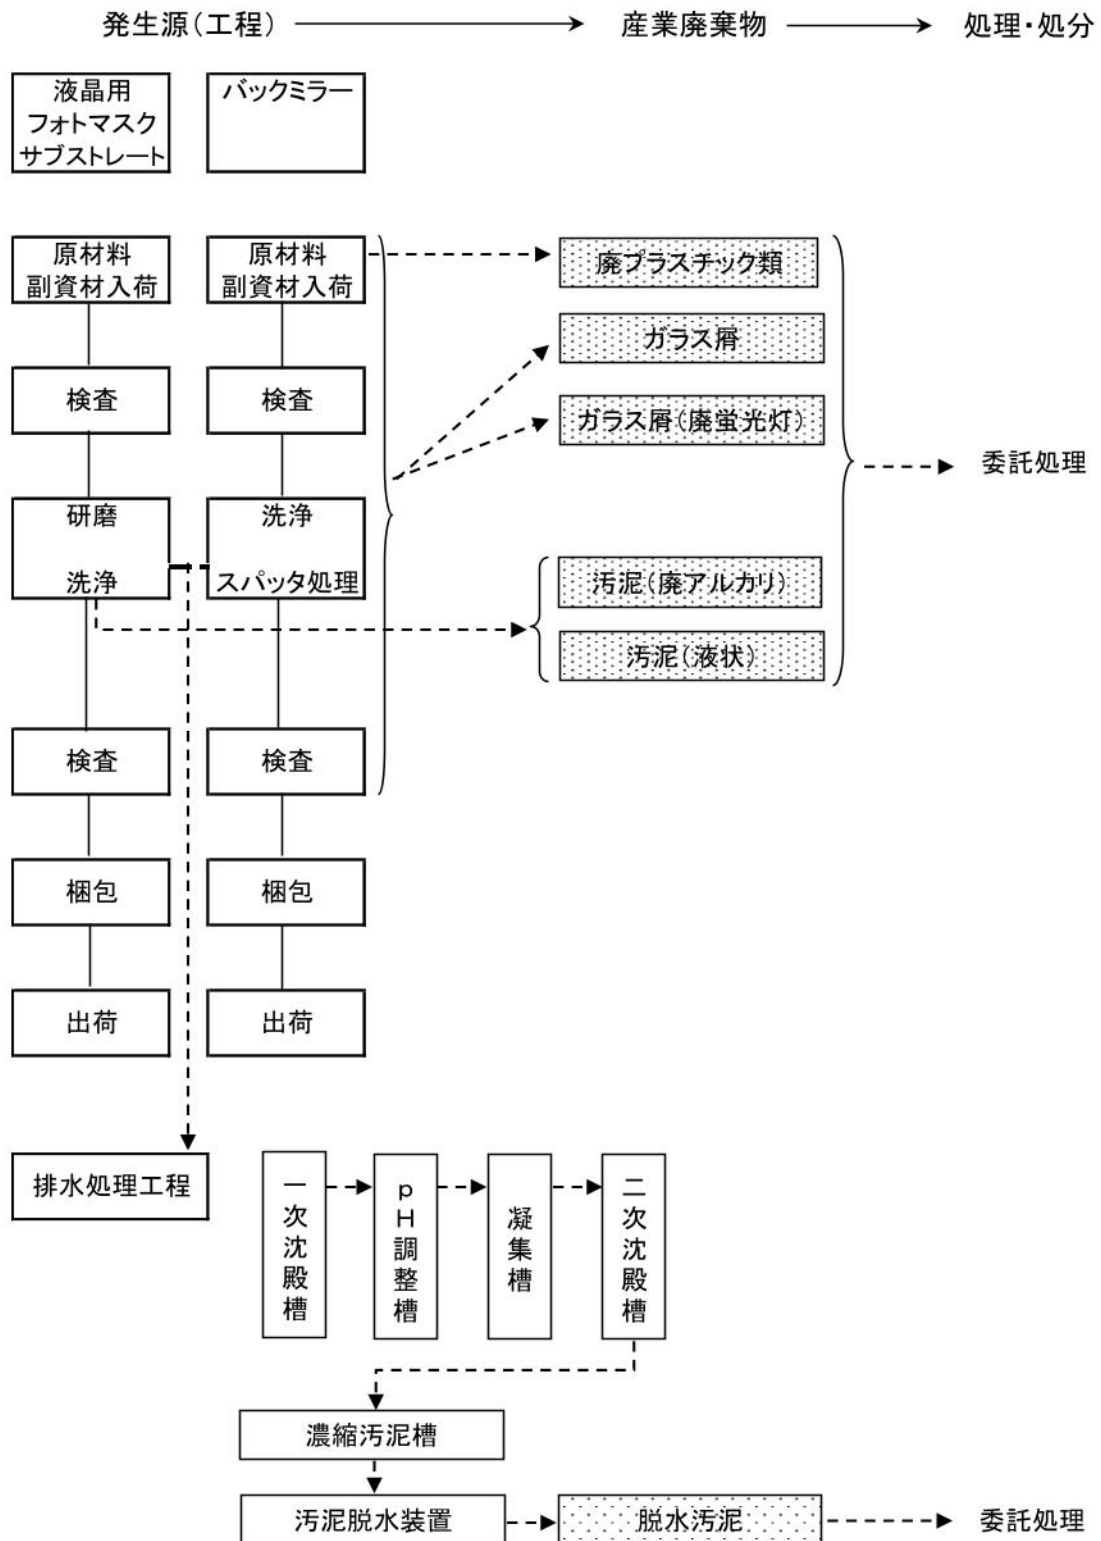 発生源(工程)
産業廃棄物
処理・処分
液晶用
フォトマスク
サブストレート
バックミラー
原材料
副資材入荷
原材料
副資材入荷
廃プラスチック類
ガラス屑
検査
検査
ガラス屑(廃蛍光灯)
委託処理
研磨
洗浄
洗浄
スパッタ処理
汚泥(廃アルカリ)
汚泥(液状)
検査
検査
梱包
梱包
出荷
出荷
排水処理工程
一次沈殿槽
pH調整槽
凝集槽
二次沈殿槽
濃縮汚泥槽
汚泥脱水装置
脱水汚泥
委託処理